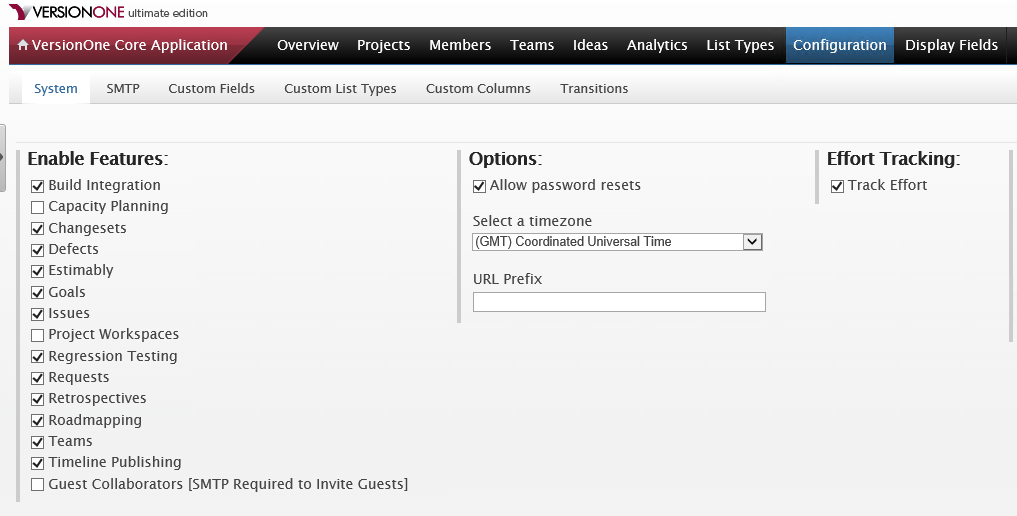 VERSIONONE ultimate edition
VersionOne Core Application Overview Projects Members Teams Ideas Analytics List Types Configuration Display Fields
System SMTP Custom Fields Custom List Types Custom Columns Transitions
Enable Features:
Build Integration
Capacity Planning
Changesets
Defects
Estimably
Goals
Issues
Project Workspaces
Regression Testing
Requests
Retrospectives
Roadmapping
Teams
Timeline Publishing
Guest Collaborators [SMTP Required to Invite Guests]
Options:
Allow password resets
Select a timezone
(GMT) Coordinated Universal Time
URL Prefix
Effort Tracking:
Track Effort